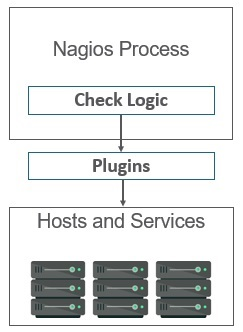 Nagios Process
Check Logic
Plugins
Hosts and Services